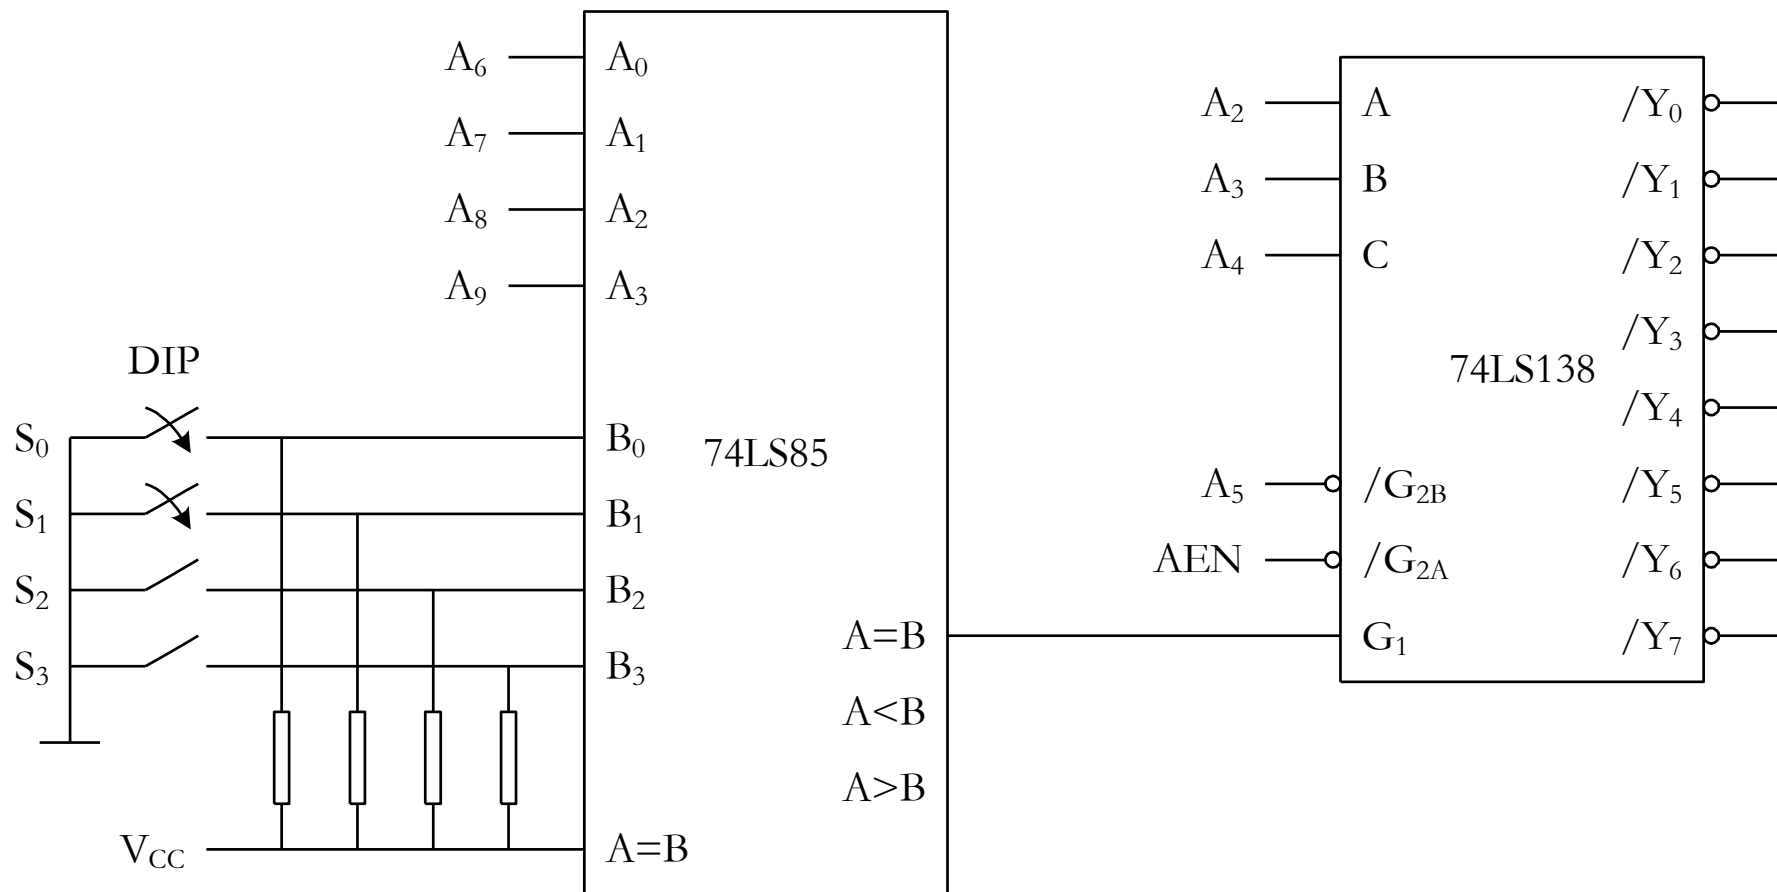 A₆ A₀
A₇ A₁
A₈ A₂
A₉ A₃
DIP
S₀ B₀
S₁ B₁
S₂ B₂
S₃ B₃
74LS85
A=B
A<B
A>B
V_CC A=B
A₂ A /Y₀
A₃ B /Y₁
A₄ C /Y₂
/Y₃
74LS138
/Y₄
A₅ /G₂B /Y₅
AEN /G₂A /Y₆
G₁ /Y₇